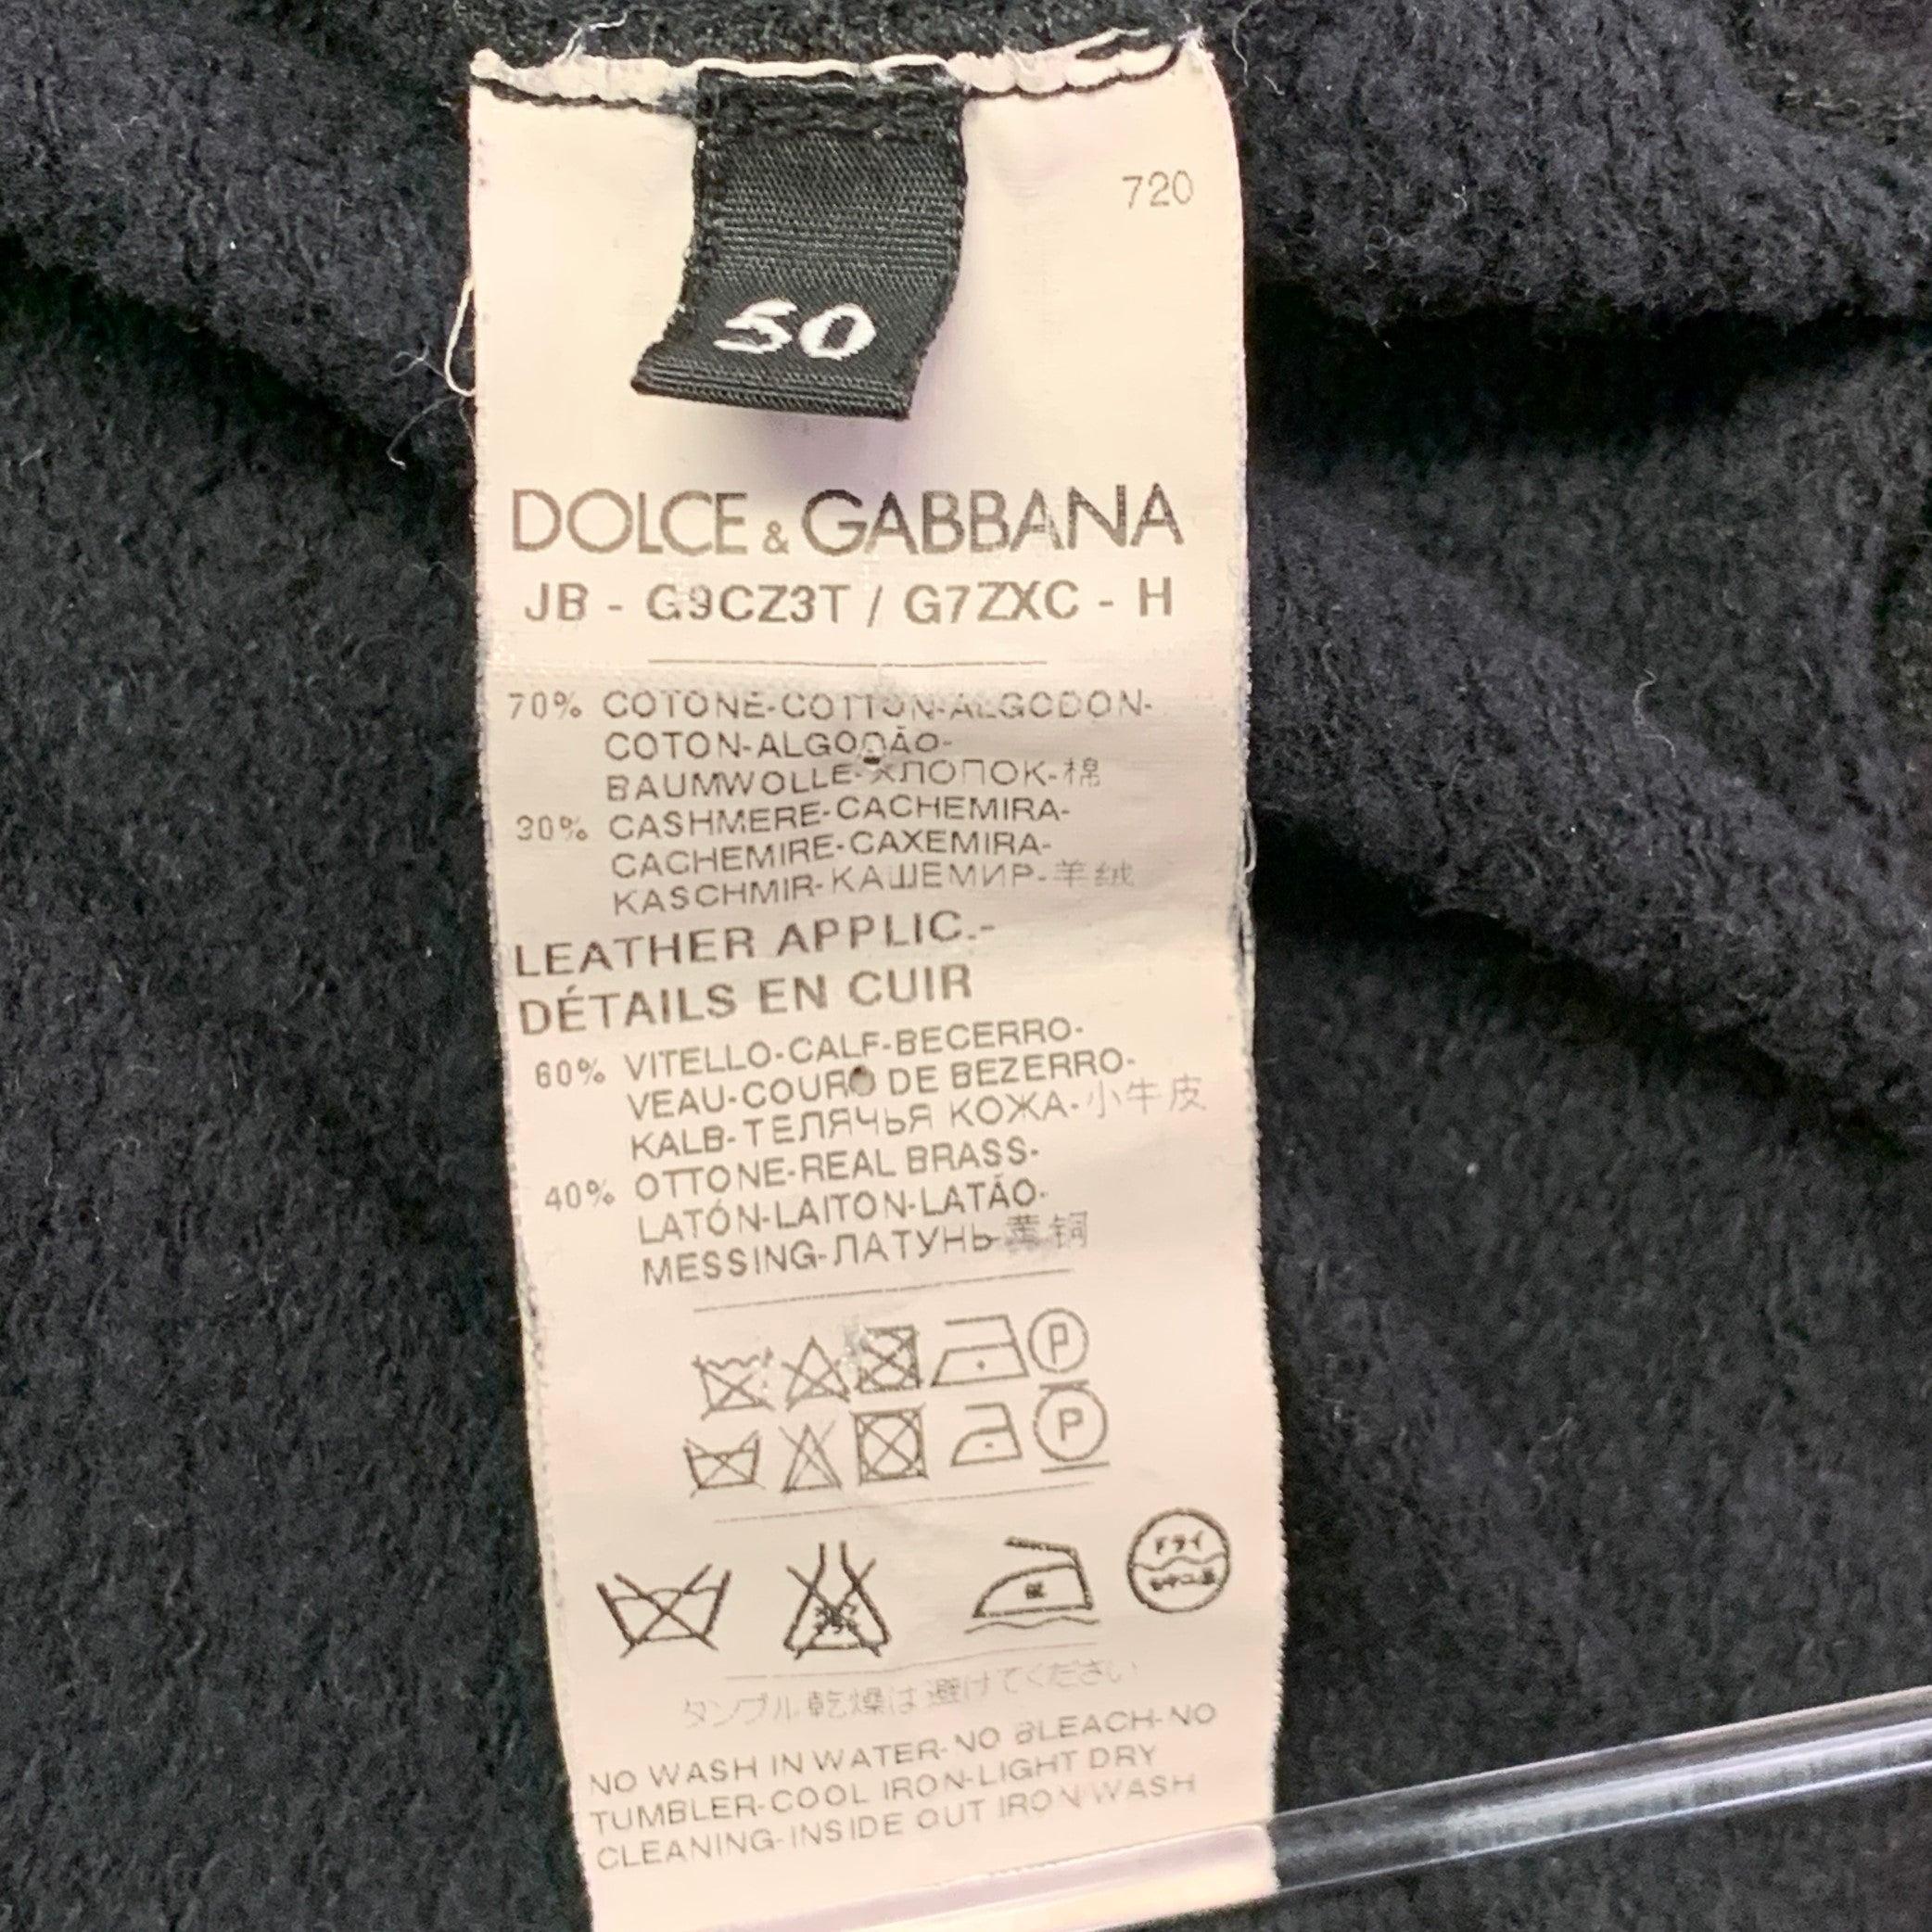 720
50
DOLCE & GABBANA
JB - G9CZ3T / G7ZXC - H
70% COTONE-COTTON-ALGODON-
COTON-ALGODÃO-
BAUMWOLLE-ХЛОПОК-棉
30% CASHMERE-CACHEMIRA-
CACHEMIRE-CAXEMIRA-
KASCHMIR-КАШЕМИР-羊绒
LEATHER APPLIC.-
DÉTAILS EN CUIR
60% VITELLO-CALF-BECERRO-
VEAU-COURO DE BEZERRO-
KALB-ТЕЛЯЧЬЯ КОЖА-小牛皮
40% OTTONE-REAL BRASS-
LATÓN-LAITON-LATÃO-
MESSING-ЛАТУНЬ-黄铜
P
P
低
ドライ
タンブル乾燥は避けてください
NO WASH IN WATER-NO BLEACH-NO
TUMBLER-COOL IRON-LIGHT DRY
CLEANING-INSIDE OUT IRON/WASH